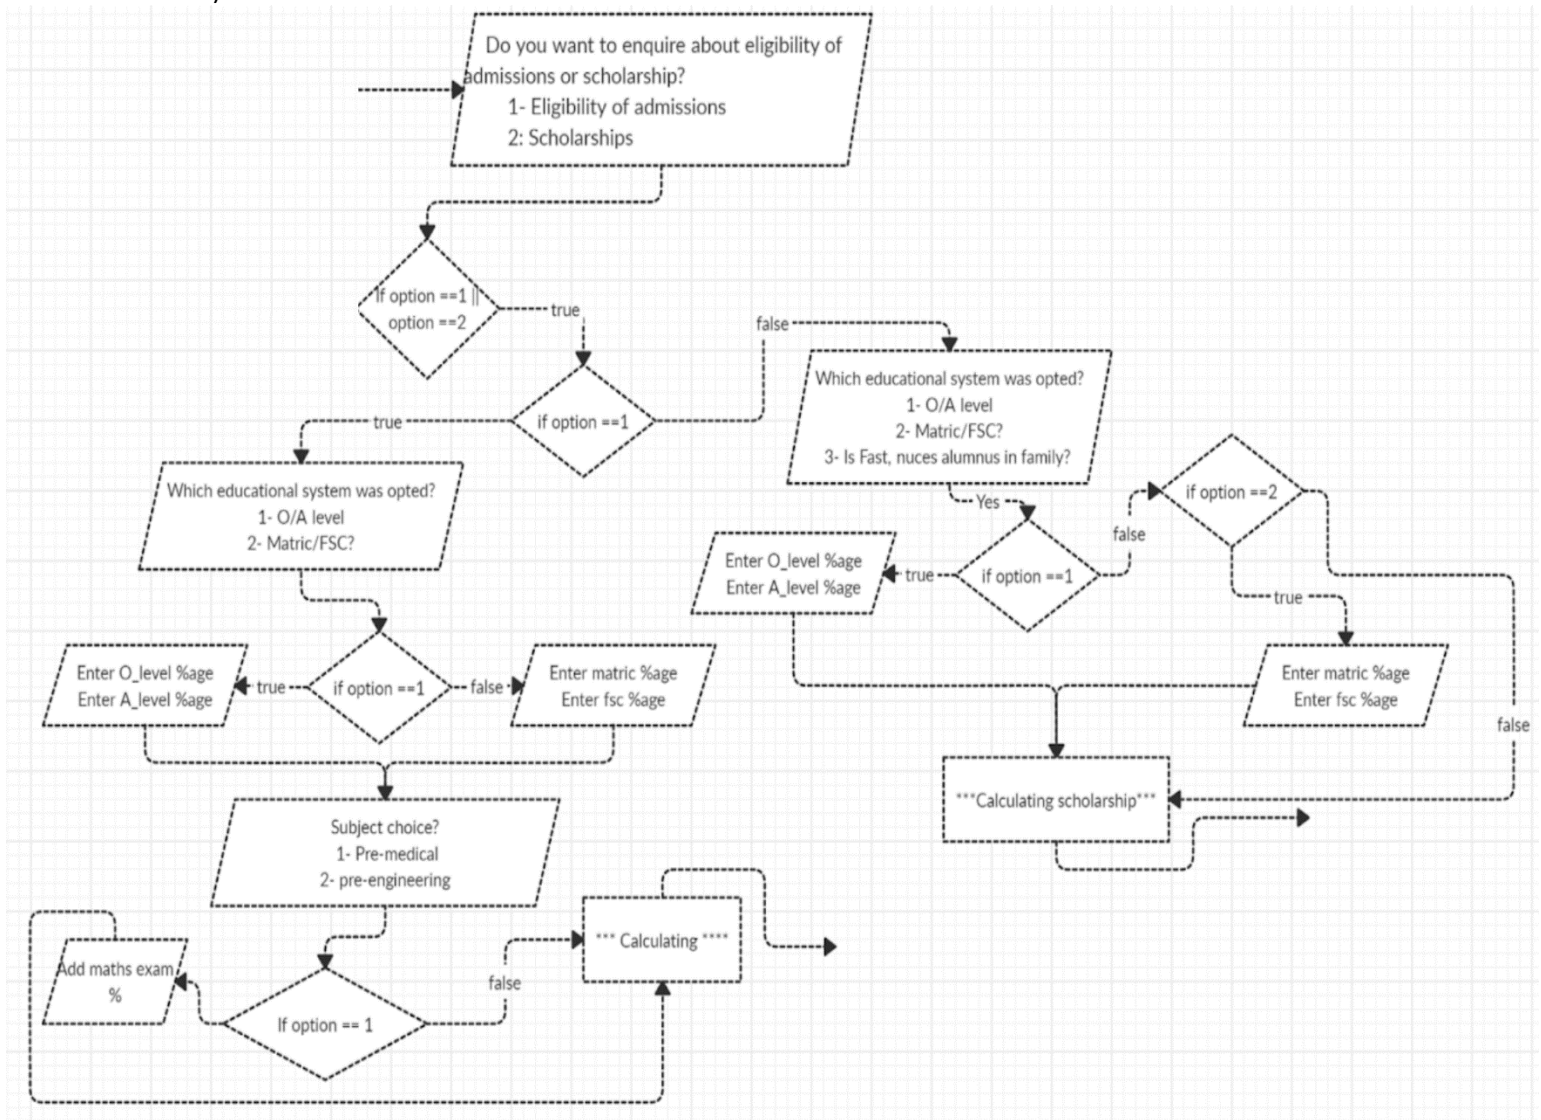 Do you want to enquire about eligibility of
admissions or scholarship?
1- Eligibility of admissions
2: Scholarships
If option ==1 ||
option ==2
true
if option ==1
true
false
Which educational system was opted?
1- O/A level
2- Matric/FSC?
3- Is Fast, nuces alumnus in family?
Yes
if option ==1
true
Enter O_level %age
Enter A_level %age
false
if option ==2
true
Enter matric %age
Enter fsc %age
false
***Calculating scholarship***
Which educational system was opted?
1- O/A level
2- Matric/FSC?
if option ==1
true
Enter O_level %age
Enter A_level %age
false
Enter matric %age
Enter fsc %age
Subject choice?
1- Pre-medical
2- pre-engineering
If option == 1
Add maths exam
%
false
*** Calculating ****